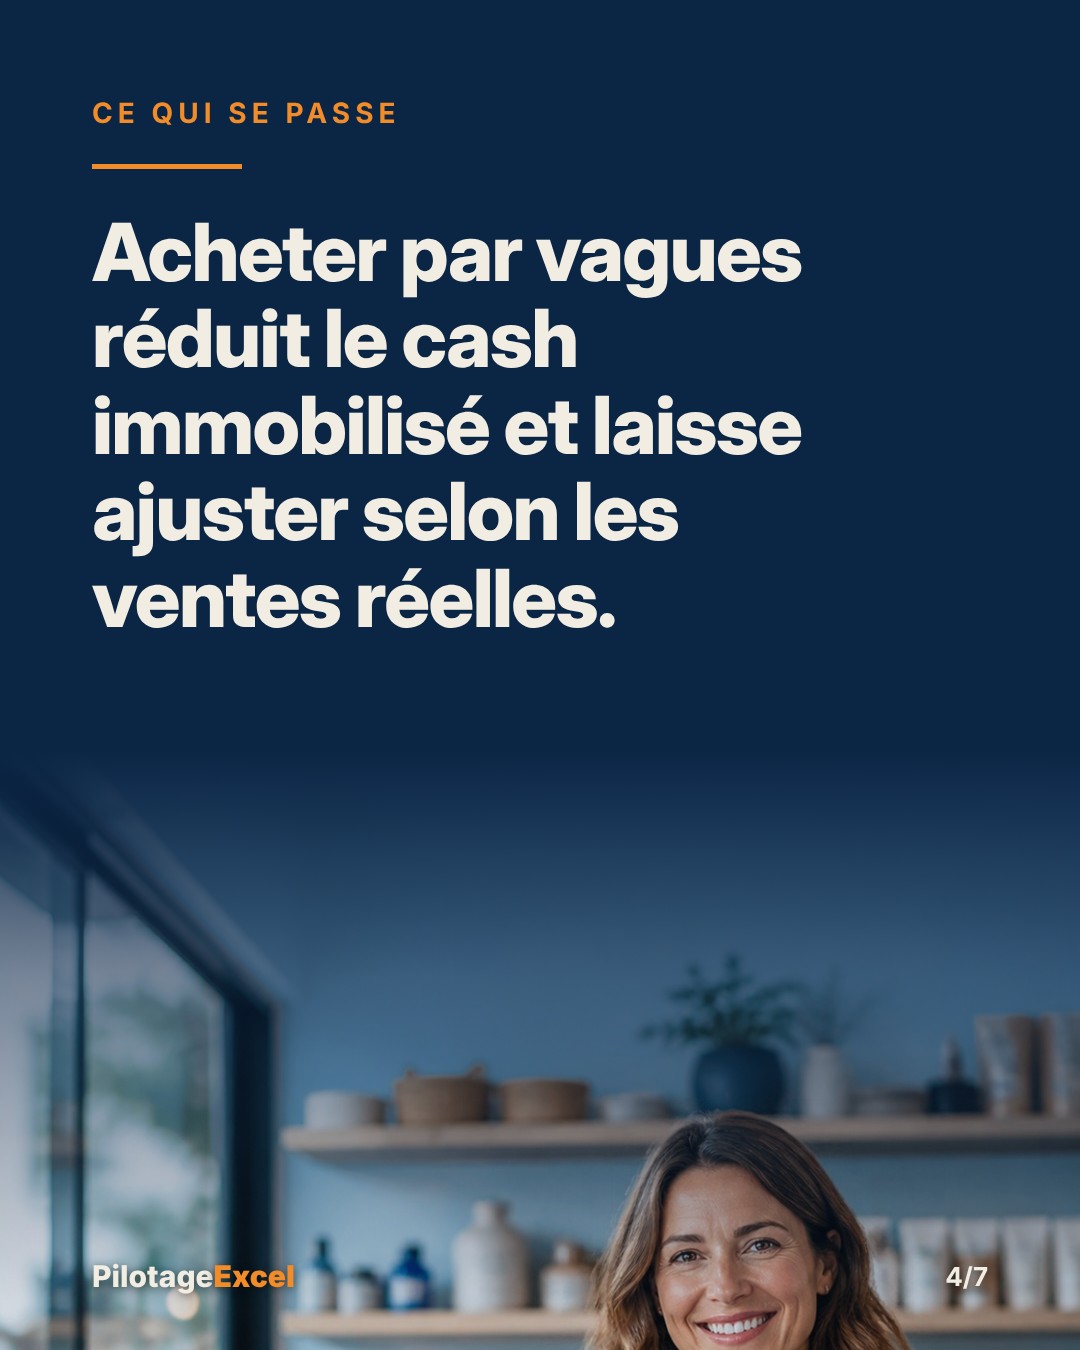 CE QUI SE PASSE
Acheter par vagues
réduit le cash
immobilisé et laisse
ajuster selon les
ventes réelles.
PilotageExcel
4/7